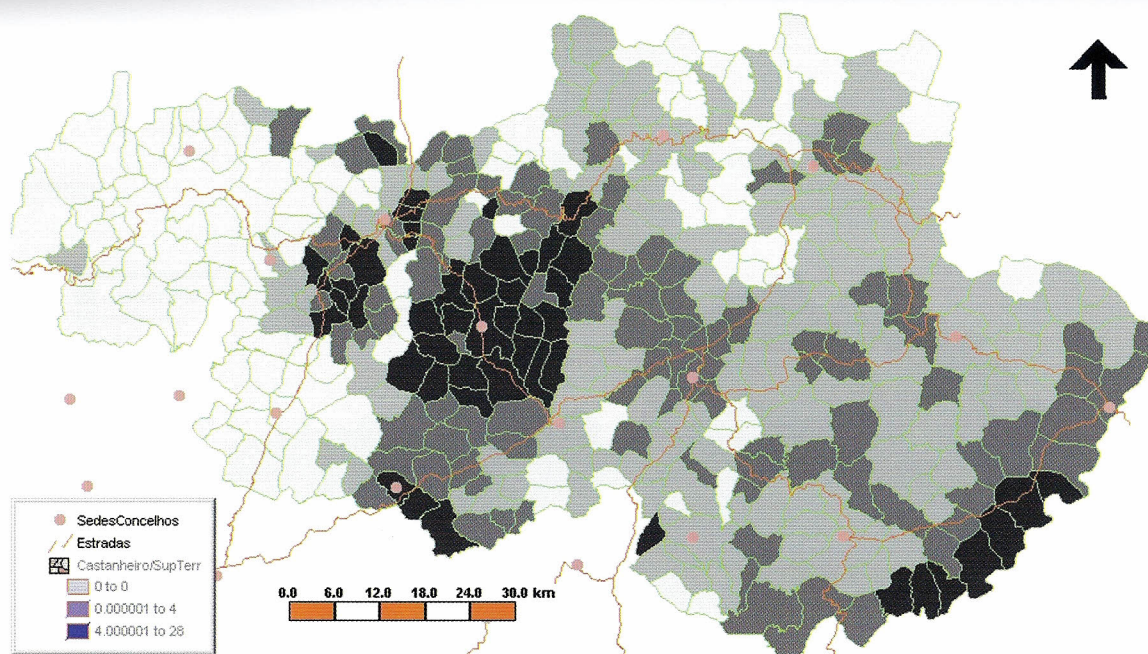 SedesConcelhos
Estradas
Castanheiro/SupTerr
0 to 0
0.000001 to 4
4.000001 to 28
0.0 6.0 12.0 18.0 24.0 30.0 km